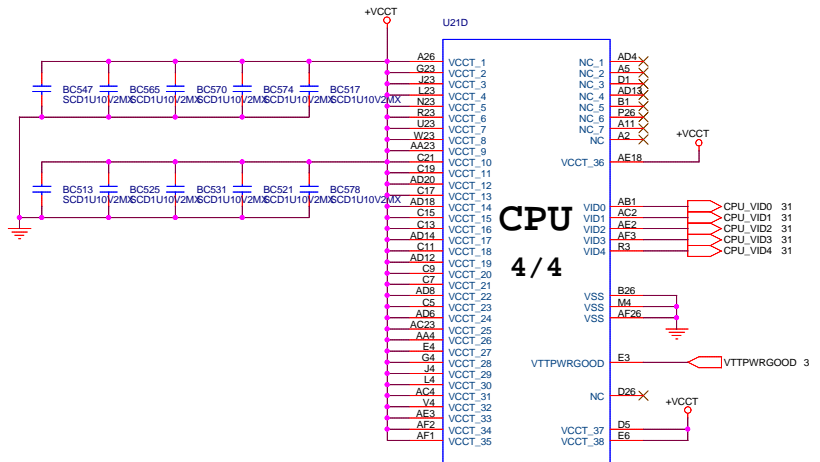 +VCCT
U21D
BC547 BC565 BC570 BC574 BC517
SCD1U10V2MX SCD1U10V2MX SCD1U10V2MX SCD1U10V2MX SCD1U10V2MX
BC513 BC525 BC531 BC521 BC578
SCD1U10V2MX SCD1U10V2MX SCD1U10V2MX SCD1U10V2MX SCD1U10V2MX
A26 VCCT_1
G23 VCCT_2
J23 VCCT_3
L23 VCCT_4
N23 VCCT_5
R23 VCCT_6
U23 VCCT_7
W23 VCCT_8
AA23 VCCT_9
C21 VCCT_10
C19 VCCT_11
AD20 VCCT_12
C17 VCCT_13
AD18 VCCT_14
C15 VCCT_15
C13 VCCT_16
AD14 VCCT_17
C11 VCCT_18
AD12 VCCT_19
C9 VCCT_20
C7 VCCT_21
AD8 VCCT_22
C5 VCCT_23
AD6 VCCT_24
AC23 VCCT_25
AA4 VCCT_26
E4 VCCT_27
G4 VCCT_28
J4 VCCT_29
L4 VCCT_30
AC4 VCCT_31
V4 VCCT_32
AE3 VCCT_33
AF2 VCCT_34
AF1 VCCT_35
CPU
4/4
NC_1 AD4
NC_2 A5
NC_3 D1
NC_4 AD13
NC_5 B1
NC_6 P26
NC_7 A11
NC A2
+VCCT
VCCT_36 AE18
VID0 AB1 CPU_VID0 31
VID1 AC2 CPU_VID1 31
VID2 AE2 CPU_VID2 31
VID3 AF3 CPU_VID3 31
VID4 R3 CPU_VID4 31
VSS B26
VSS M4
VSS AF26
VTTPWRGOOD E3 VTTPWRGOOD 3
NC D26
+VCCT
VCCT_37 D5
VCCT_38 E6